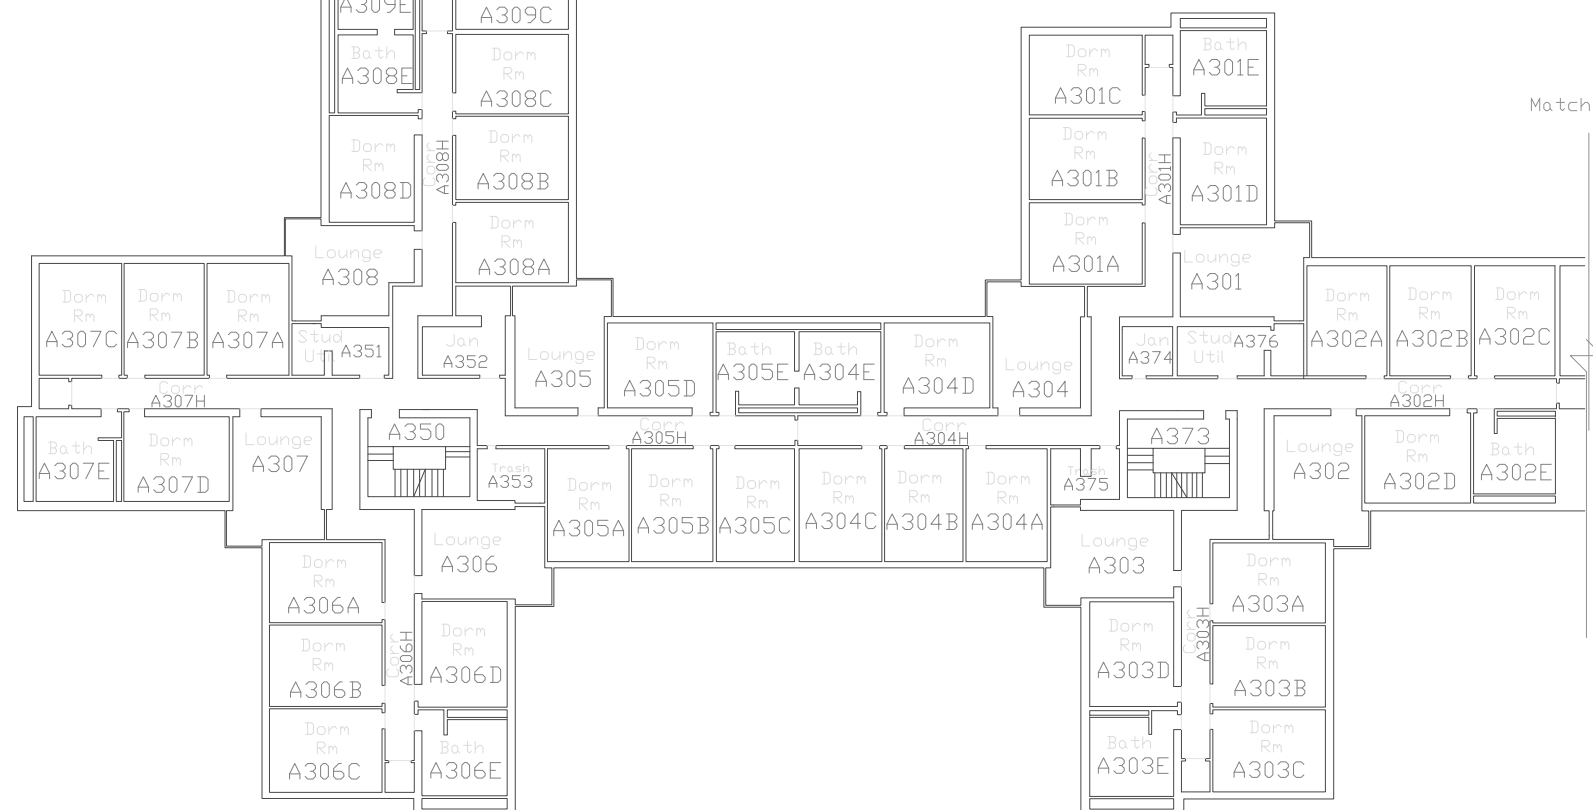 A309E
A309C
Bath
A308E
Dorm
Rm
A308C
Dorm
Rm
A308D
Corr
A308H
Dorm
Rm
A308B
Dorm
Rm
A308A
Lounge
A308
Dorm
Rm
A301C
Bath
A301E
Match
Dorm
Rm
A301B
Corr
A301H
Dorm
Rm
A301D
Dorm
Rm
A301A
Lounge
A301
Dorm
Rm
A307C
Dorm
Rm
A307B
Dorm
Rm
A307A
Stud
Util
A351
Jan
A352
Lounge
A305
Dorm
Rm
A305D
Bath
A305E
Bath
A304E
Dorm
Rm
A304D
Lounge
A304
Jan
A374
Stud
Util
A376
Dorm
Rm
A302A
Dorm
Rm
A302B
Dorm
Rm
A302C
Corr
A307H
Corr
A302H
Bath
A307E
Dorm
Rm
A307D
Lounge
A307
A350
Corr
A305H
Corr
A304H
A373
Lounge
A302
Dorm
Rm
A302D
Bath
A302E
Trash
A353
Dorm
Rm
A305A
Dorm
Rm
A305B
Dorm
Rm
A305C
Dorm
Rm
A304C
Dorm
Rm
A304B
Dorm
Rm
A304A
Trash
A375
Lounge
A306
Lounge
A303
Dorm
Rm
A306A
Dorm
Rm
A303A
Dorm
Rm
A306B
Corr
A306H
Dorm
Rm
A306D
Dorm
Rm
A303D
Corr
A303H
Dorm
Rm
A303B
Dorm
Rm
A306C
Bath
A306E
Bath
A303E
Dorm
Rm
A303C